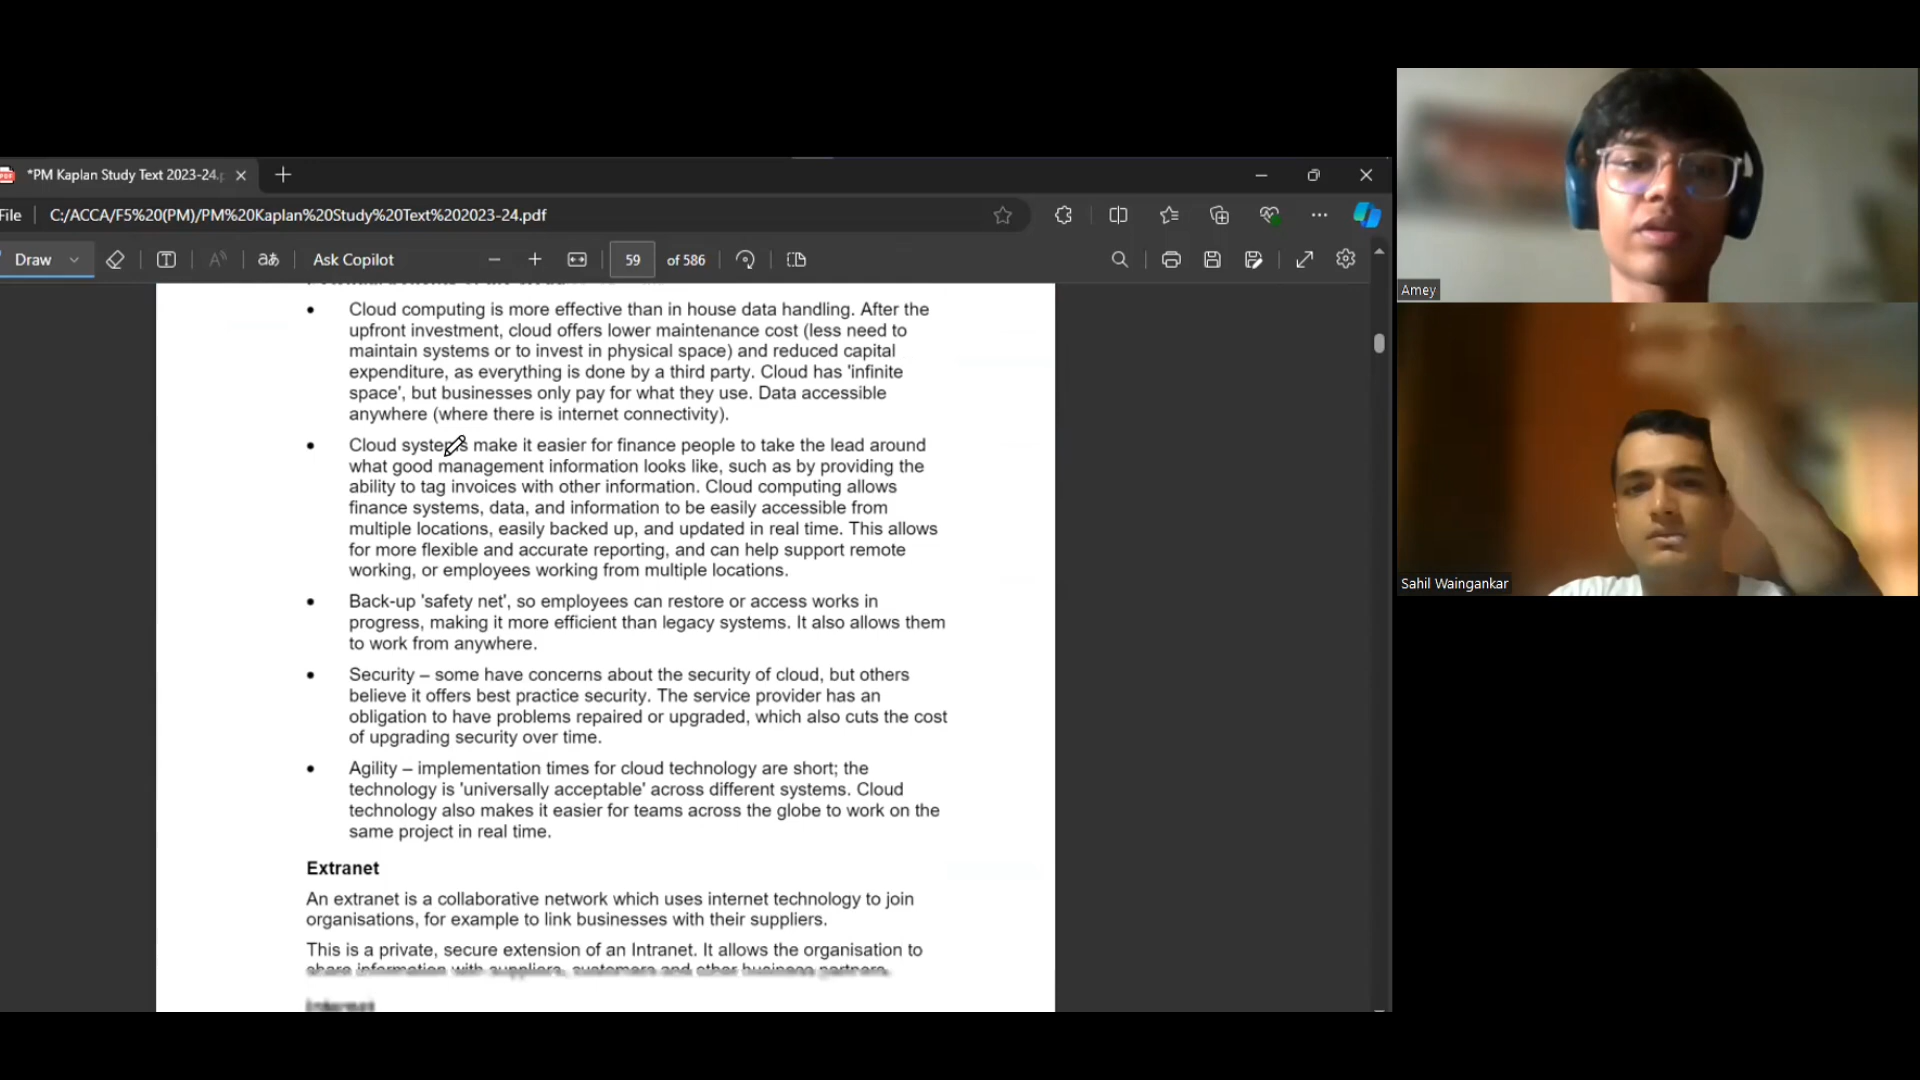 *PM Kaplan Study Text 2023-24.
File
C:/ACCA/F5%20(PM)/PM%20Kaplan%20Study%20Text%202023-24.pdf
Draw
aあ
Ask Copilot
59
of 586
Cloud computing is more effective than in house data handling. After the
upfront investment, cloud offers lower maintenance cost (less need to
maintain systems or to invest in physical space) and reduced capital
expenditure, as everything is done by a third party. Cloud has 'infinite
space', but businesses only pay for what they use. Data accessible
anywhere (where there is internet connectivity).
Cloud systems make it easier for finance people to take the lead around
what good management information looks like, such as by providing the
ability to tag invoices with other information. Cloud computing allows
finance systems, data, and information to be easily accessible from
multiple locations, easily backed up, and updated in real time. This allows
for more flexible and accurate reporting, and can help support remote
working, or employees working from multiple locations.
Back-up 'safety net', so employees can restore or access works in
progress, making it more efficient than legacy systems. It also allows them
to work from anywhere.
Security – some have concerns about the security of cloud, but others
believe it offers best practice security. The service provider has an
obligation to have problems repaired or upgraded, which also cuts the cost
of upgrading security over time.
Agility – implementation times for cloud technology are short; the
technology is 'universally acceptable' across different systems. Cloud
technology also makes it easier for teams across the globe to work on the
same project in real time.
Extranet
An extranet is a collaborative network which uses internet technology to join
organisations, for example to link businesses with their suppliers.
This is a private, secure extension of an Intranet. It allows the organisation to
share information with suppliers, customers and other business partners.
Amey
Sahil Waingankar